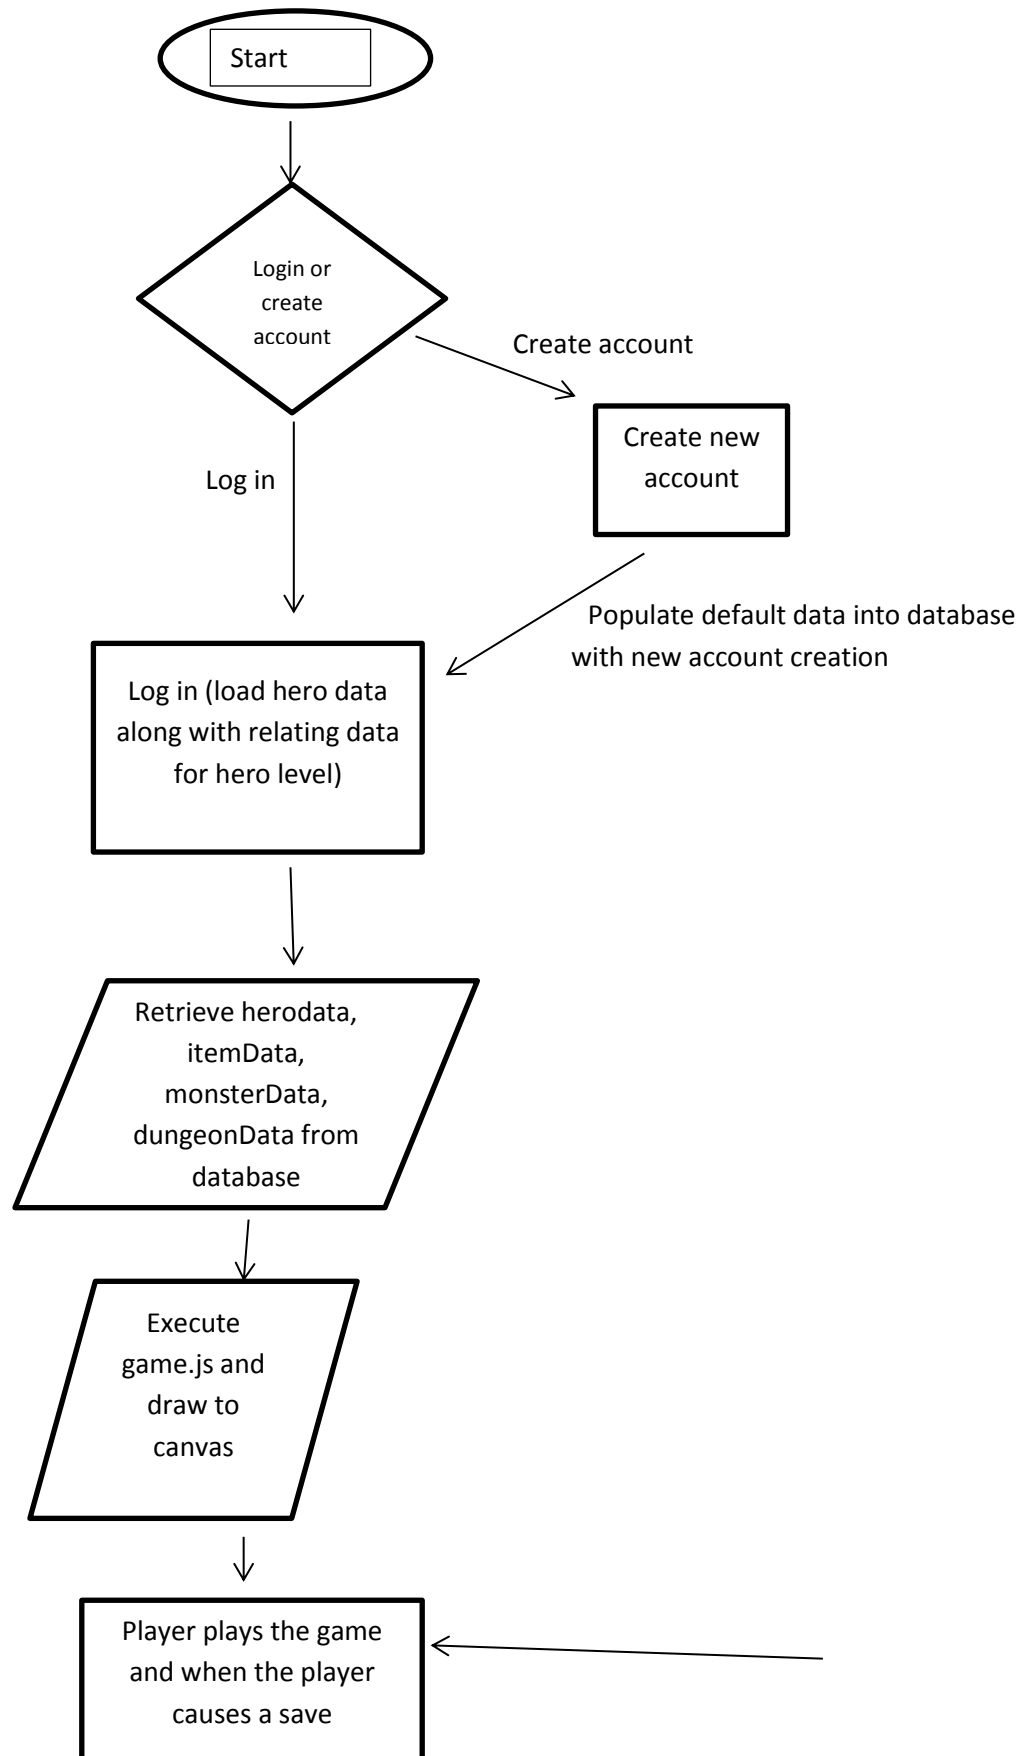 Start
Login or
create
account
Create account
Create new
account
Log in
Populate default data into database
with new account creation
Log in (load hero data
along with relating data
for hero level)
Retrieve herodata,
itemData,
monsterData,
dungeonData from
database
Execute
game.js and
draw to
canvas
Player plays the game
and when the player
causes a save